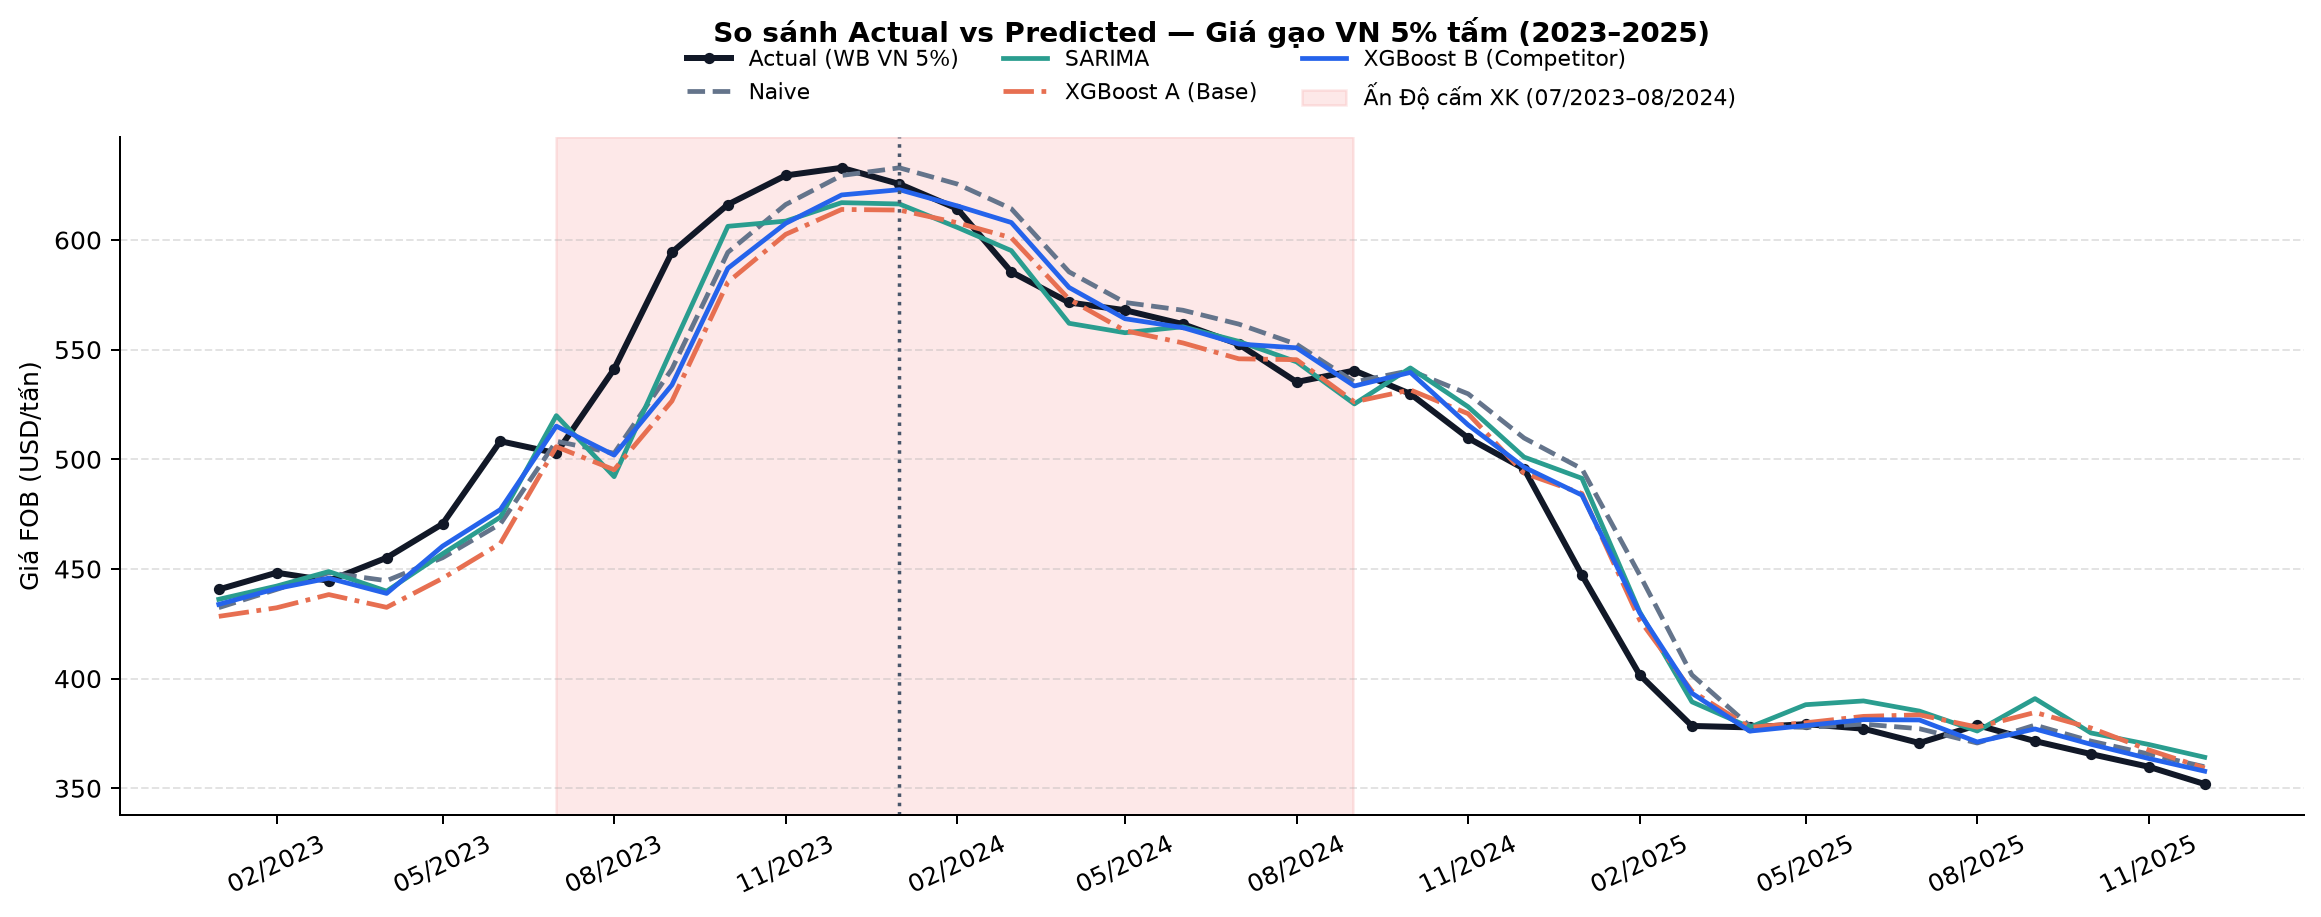 So sánh Actual vs Predicted — Giá gạo VN 5% tấm (2023–2025)
Actual (WB VN 5%)
Naive
SARIMA
XGBoost A (Base)
XGBoost B (Competitor)
Ấn Độ cấm XK (07/2023–08/2024)
Giá FOB (USD/tấn)
600
550
500
450
400
350
02/2023
05/2023
08/2023
11/2023
02/2024
05/2024
08/2024
11/2024
02/2025
05/2025
08/2025
11/2025